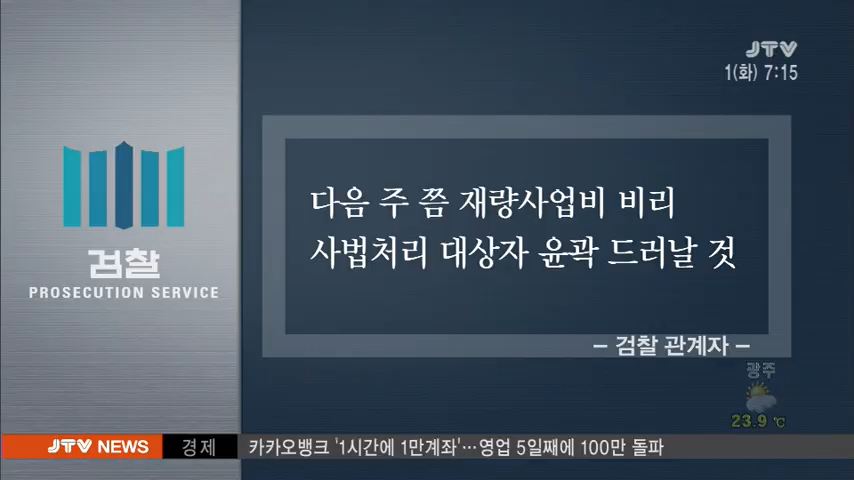 JTV
1(화) 7:15
다음 주 쯤 재량사업비 비리
사법처리 대상자 윤곽 드러날 것
검찰
PROSECUTION SERVICE
– 검찰 관계자 –
광주
23.9 ℃
JTV NEWS 경제 카카오뱅크 '1시간에 1만계좌'…영업 5일째에 100만 돌파